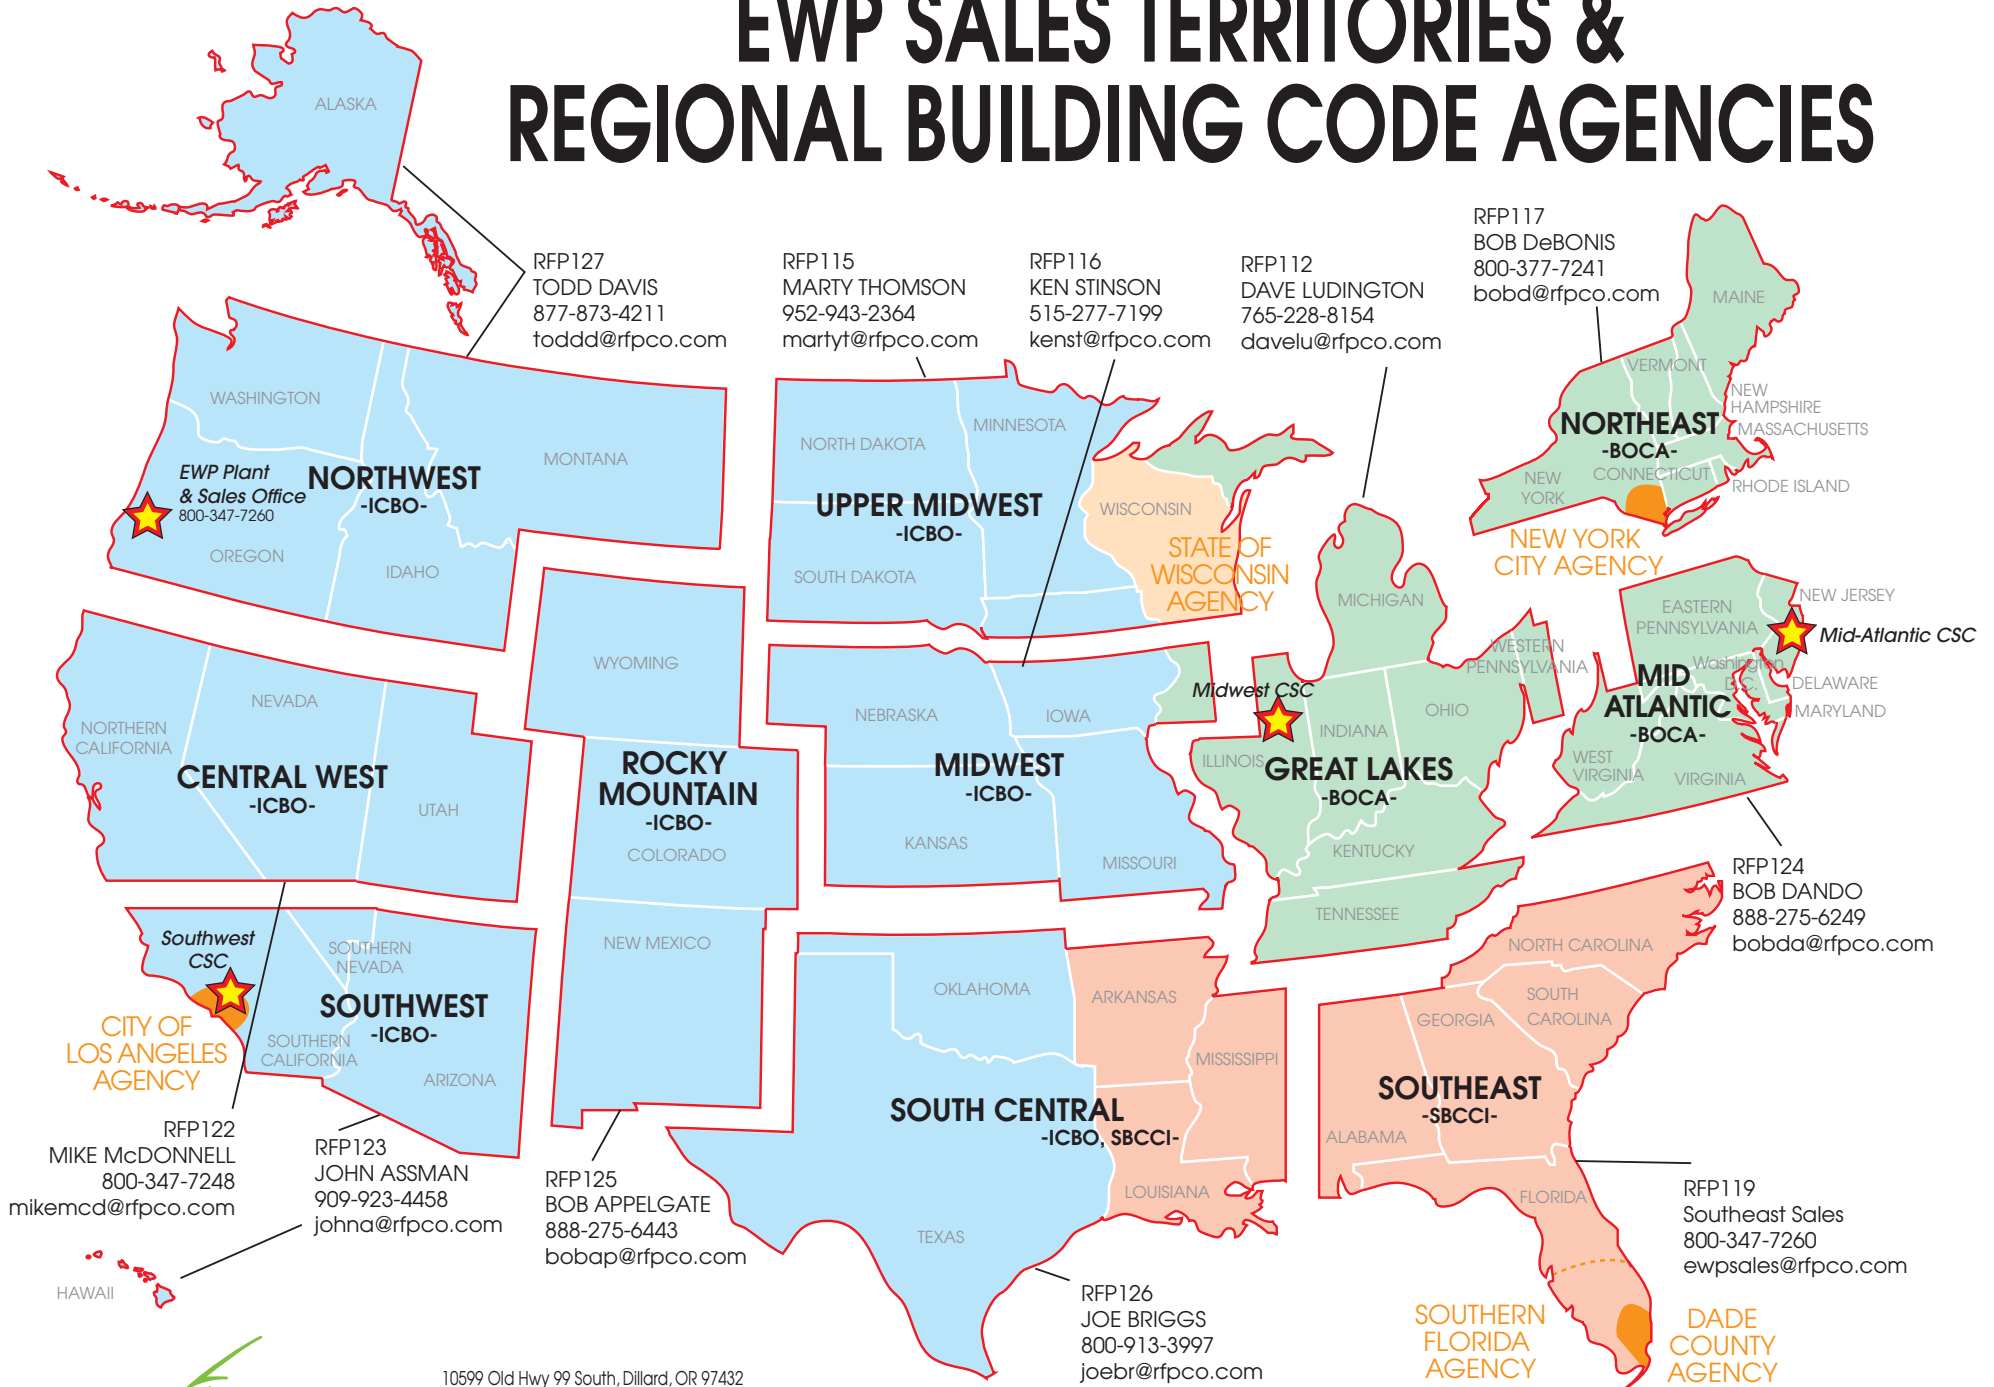 EWP SALES TERRITORIES &
REGIONAL BUILDING CODE AGENCIES
ALASKA
RFP127
TODD DAVIS
877-873-4211
toddd@rfpco.com
RFP115
MARTY THOMSON
952-943-2364
martyt@rfpco.com
RFP116
KEN STINSON
515-277-7199
kenst@rfpco.com
RFP112
DAVE LUDINGTON
765-228-8154
davelu@rfpco.com
RFP117
BOB DeBONIS
800-377-7241
bobd@rfpco.com
WASHINGTON
MONTANA
EWP Plant
& Sales Office
800-347-7260
NORTHWEST
-ICBO-
OREGON
IDAHO
NORTH DAKOTA
MINNESOTA
UPPER MIDWEST
-ICBO-
SOUTH DAKOTA
WISCONSIN
STATE OF
WISCONSIN
AGENCY
MICHIGAN
MAINE
VERMONT
NEW
HAMPSHIRE
MASSACHUSETTS
NORTHEAST
-BOCA-
CONNECTICUT
NEW
YORK
RHODE ISLAND
NEW YORK
CITY AGENCY
EASTERN
PENNSYLVANIA
NEW JERSEY
Mid-Atlantic CSC
WESTERN
PENNSYLVANIA
Washington
D.C.
MID
ATLANTIC
-BOCA-
DELAWARE
MARYLAND
WEST
VIRGINIA
VIRGINIA
NORTHERN
CALIFORNIA
NEVADA
CENTRAL WEST
-ICBO-
UTAH
WYOMING
ROCKY
MOUNTAIN
-ICBO-
COLORADO
NEW MEXICO
NEBRASKA
IOWA
MIDWEST
-ICBO-
KANSAS
MISSOURI
Midwest CSC
ILLINOIS
INDIANA
OHIO
GREAT LAKES
-BOCA-
KENTUCKY
TENNESSEE
RFP124
BOB DANDO
888-275-6249
bobda@rfpco.com
Southwest
CSC
SOUTHERN
NEVADA
SOUTHWEST
-ICBO-
CITY OF
LOS ANGELES
AGENCY
SOUTHERN
CALIFORNIA
ARIZONA
OKLAHOMA
ARKANSAS
MISSISSIPPI
SOUTH CENTRAL
-ICBO, SBCCI-
LOUISIANA
TEXAS
NORTH CAROLINA
SOUTH
CAROLINA
GEORGIA
SOUTHEAST
-SBCCI-
ALABAMA
FLORIDA
RFP122
MIKE McDONNELL
800-347-7248
mikemcd@rfpco.com
RFP123
JOHN ASSMAN
909-923-4458
johna@rfpco.com
RFP125
BOB APPELGATE
888-275-6443
bobap@rfpco.com
RFP119
Southeast Sales
800-347-7260
ewpsales@rfpco.com
HAWAII
RFP126
JOE BRIGGS
800-913-3997
joebr@rfpco.com
SOUTHERN
FLORIDA
AGENCY
DADE
COUNTY
AGENCY
10599 Old Hwy 99 South, Dillard, OR 97432